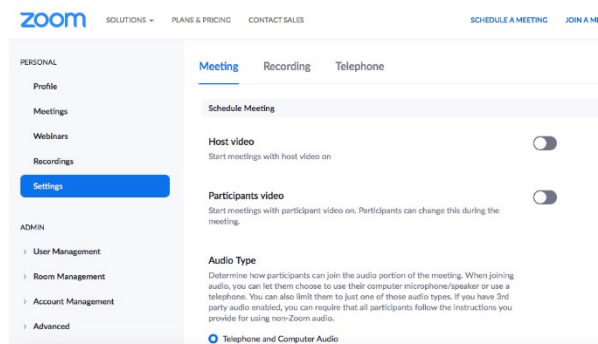 zoom SOLUTIONS PLANS & PRICING CONTACT SALES SCHEDULE A MEETING JOIN A
PERSONAL
Profile
Meetings
Webinars
Recordings
Settings
ADMIN
User Management
Room Management
Account Management
Advanced
Meeting Recording Telephone
Schedule Meeting
Host video
Start meetings with host video on
Participants video
Start meetings with participant video on. Participants can change this during the
meeting.
Audio Type
Determine how participants can join the audio portion of the meeting. When joining
audio, you can let them choose to use their computer microphone/speaker or use a
telephone. You can also limit them to just one of those audio types. If you have 3rd
party audio enabled, you can require that all participants follow the instructions you
provide for using non-Zoom audio.
Telephone and Computer Audio